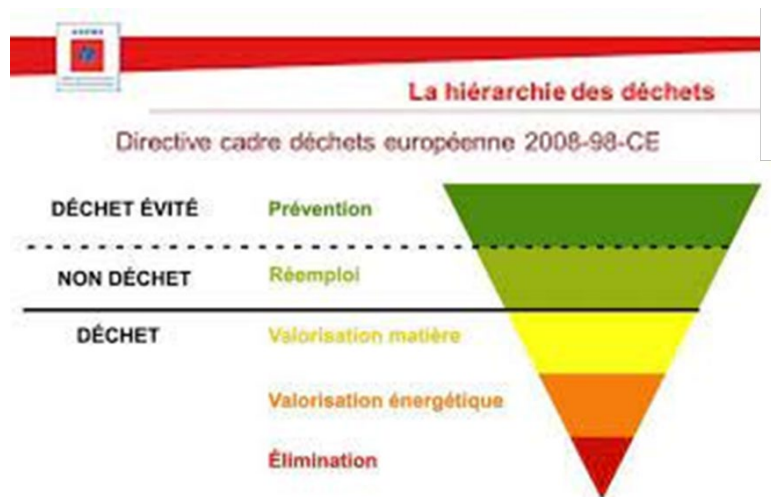 La hiérarchie des déchets
Directive cadre déchets européenne 2008-98-CE
DÉCHET ÉVITÉ Prévention
NON DÉCHET Réemploi
DÉCHET Valorisation matière
Valorisation énergétique
Élimination